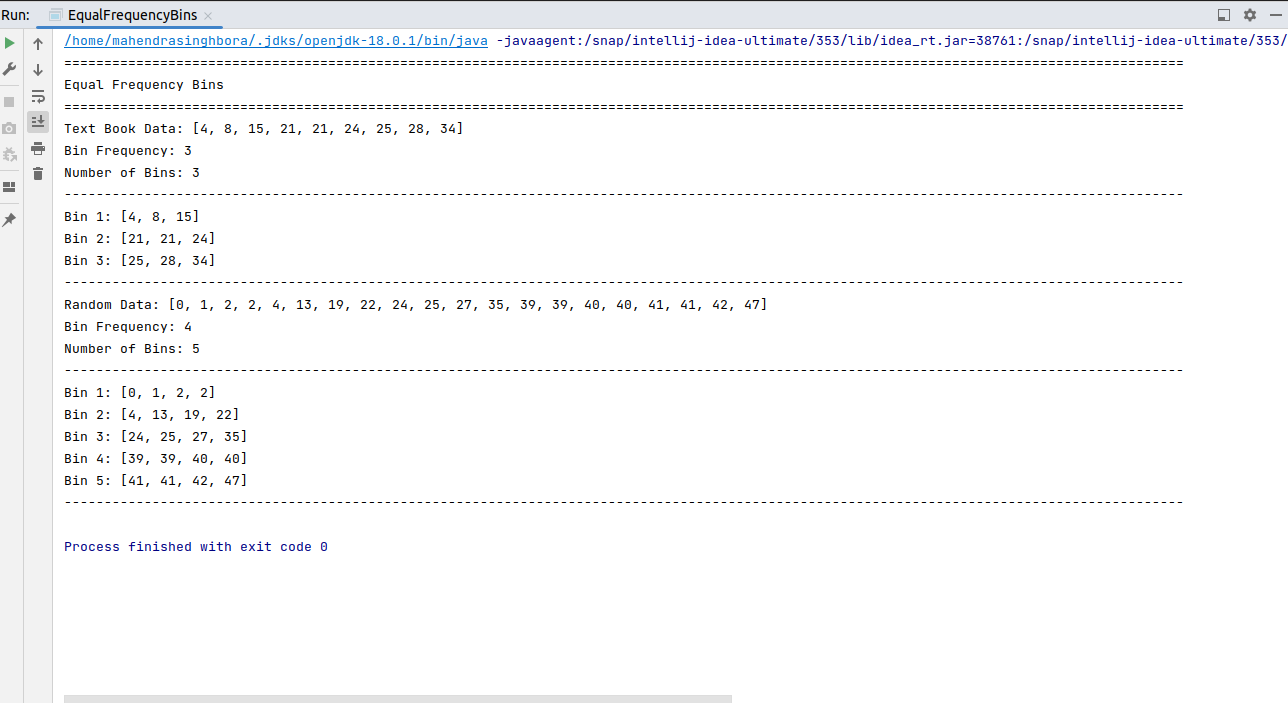 Run: EqualFrequencyBins
/home/mahendrasinghbora/.jdks/openjdk-18.0.1/bin/java -javaagent:/snap/intellij-idea-ultimate/353/lib/idea_rt.jar=38761:/snap/intellij-idea-ultimate/353/
============================================================================================================================================
Equal Frequency Bins
============================================================================================================================================
Text Book Data: [4, 8, 15, 21, 21, 24, 25, 28, 34]
Bin Frequency: 3
Number of Bins: 3
--------------------------------------------------------------------------------------------------------------------------------------------
Bin 1: [4, 8, 15]
Bin 2: [21, 21, 24]
Bin 3: [25, 28, 34]
--------------------------------------------------------------------------------------------------------------------------------------------
Random Data: [0, 1, 2, 2, 4, 13, 19, 22, 24, 25, 27, 35, 39, 39, 40, 40, 41, 41, 42, 47]
Bin Frequency: 4
Number of Bins: 5
--------------------------------------------------------------------------------------------------------------------------------------------
Bin 1: [0, 1, 2, 2]
Bin 2: [4, 13, 19, 22]
Bin 3: [24, 25, 27, 35]
Bin 4: [39, 39, 40, 40]
Bin 5: [41, 41, 42, 47]
--------------------------------------------------------------------------------------------------------------------------------------------
Process finished with exit code 0